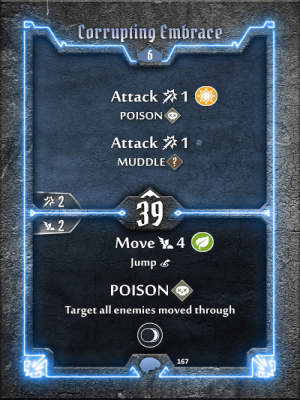 Corrupting Embrace
6
Attack 1
POISON
Attack 1
MUDDLE
2
39
2
Move 4
Jump
POISON
Target all enemies moved through
167